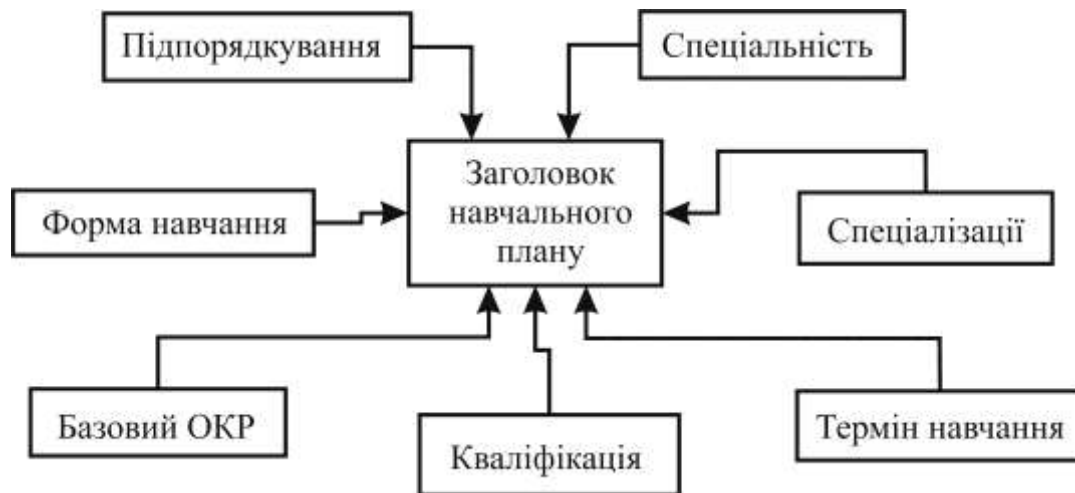 Підпорядкування
Спеціальність
Заголовок
навчального
плану
Форма навчання
Спеціалізації
Базовий ОКР
Кваліфікація
Термін навчання